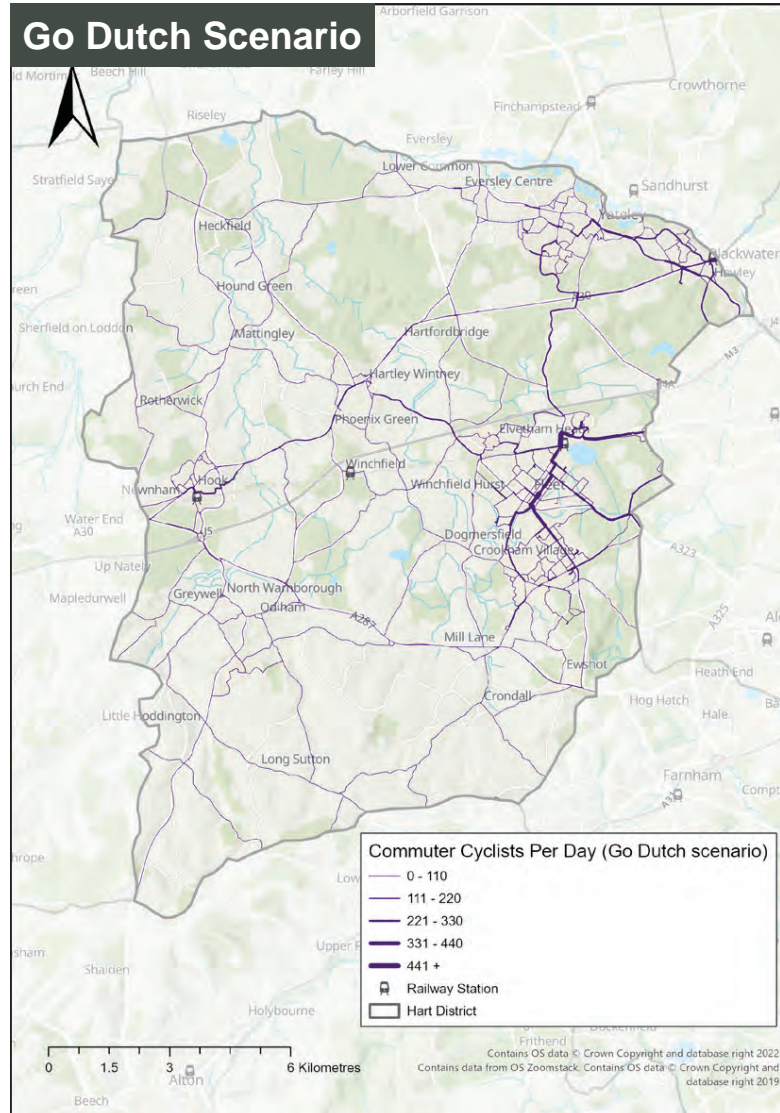 Go Dutch Scenario
Arborfield Garrison
Beech Hill
Farley Hill
Crowthorne
Riseley
Finchampstead
Eversley
Stratfield Saye
Lower Common
Eversley Centre
Sandhurst
Yateley
Heckfield
Blackwater
Hawley
Hound Green
A30
Sherfield on Loddon
Mattingley
Hartfordbridge
J4
M3
Hartley Wintney
Rotherwick
Phoenix Green
Elvetham Heath
Winchfield
Hook
Newnham
Winchfield Hurst
Fleet
Water End
A30
J5
Dogmersfield
Crookham Village
A323
Up Nately
Mapledurwell
Greywell
North Warnborough
Odiham
A287
A325
Mill Lane
Ewshot
Heath End
Crondall
Hog Hatch
Hale
Little Hoddington
Long Sutton
Farnham
A31
Commuter Cyclists Per Day (Go Dutch scenario)
0 - 110
111 - 220
221 - 330
331 - 440
441 +
Railway Station
Hart District
Shalden
Holybourne
Frithend
0 1.5 3 6 Kilometres
Alton
Beech
Contains OS data © Crown Copyright and database right 2022
Contains data from OS Zoomstack. Contains OS data © Crown Copyright and
database right 2019